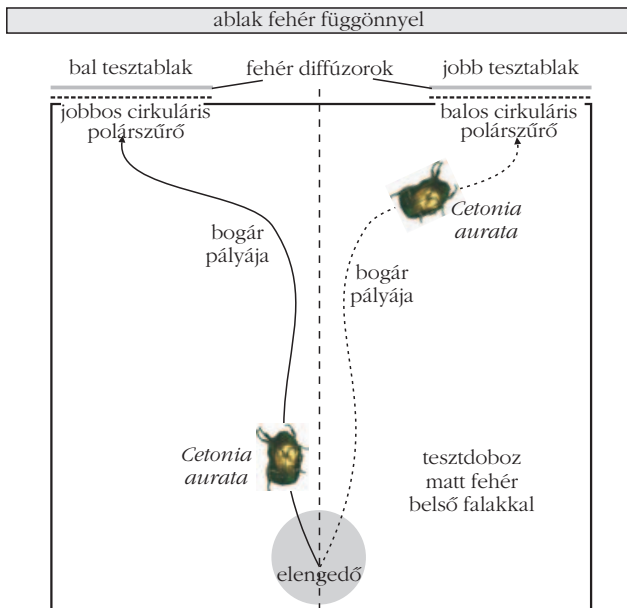 ablak fehér függönnyel
bal tesztablak
fehér diffúzorok
jobb tesztablak
jobbos cirkuláris
polárszűrő
balos cirkuláris
polárszűrő
Cetonia
aurata
bogár
pályája
bogár
pályája
Cetonia
aurata
tesztdoboz
matt fehér
belső falakkal
elengedő